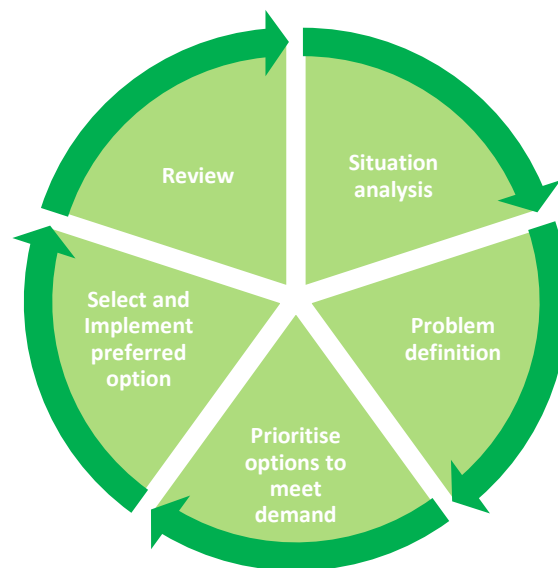 Review
Situation
analysis
Select and
Implement
preferred
option
Problem
definition
Prioritise
options to
meet
demand